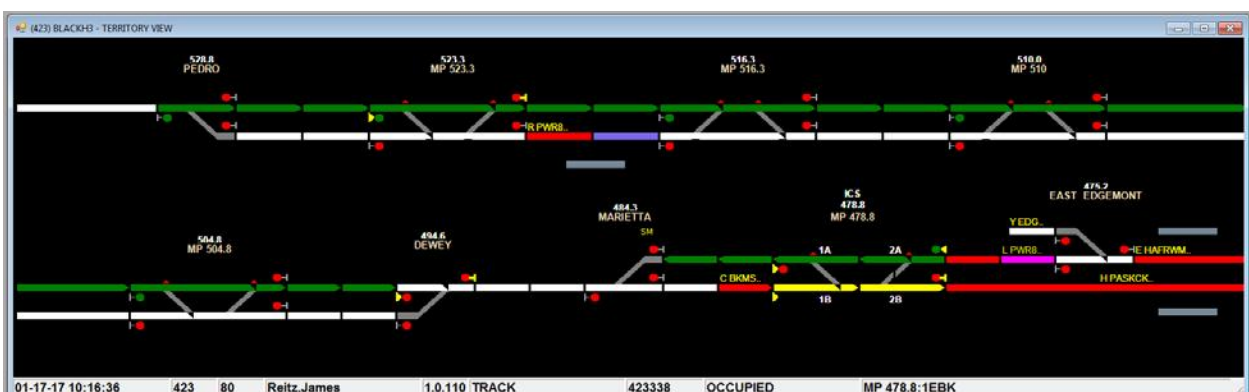 (423) BLACKH3 - TERRITORY VIEW
528.8
PEDRO
523.3
MP 523.3
516.3
MP 516.3
510.0
MP 510
R PWR8..
504.8
MP 504.8
494.6
DEWEY
484.3
MARIETTA
SM
ICS
478.8
MP 478.8
475.2
EAST EDGEMONT
Y EDG..
1A 2A
L PWR8..
E HAFRWM..
C BKMS..
H PASKCK..
1B 2B
01-17-17 10:16:36 423 80 Reitz.James 1.0.110 TRACK 423338 OCCUPIED MP 478.8:1EBK